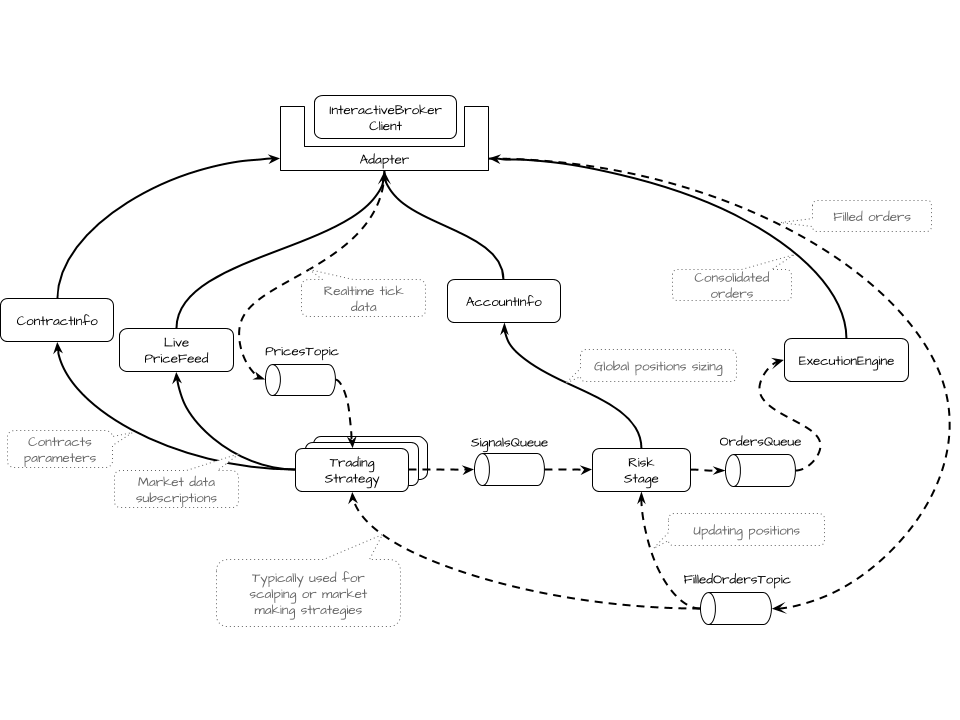 InteractiveBroker
Client
Adapter
Filled orders
Consolidated
orders
Realtime tick
data
AccountInfo
ContractInfo
Live
PriceFeed
PricesTopic
Global positions sizing
ExecutionEngine
Contracts
parameters
Market data
subscriptions
Trading
Strategy
SignalsQueue
Risk
Stage
OrdersQueue
Updating positions
Typically used for
scalping or market
making strategies
FilledOrdersTopic